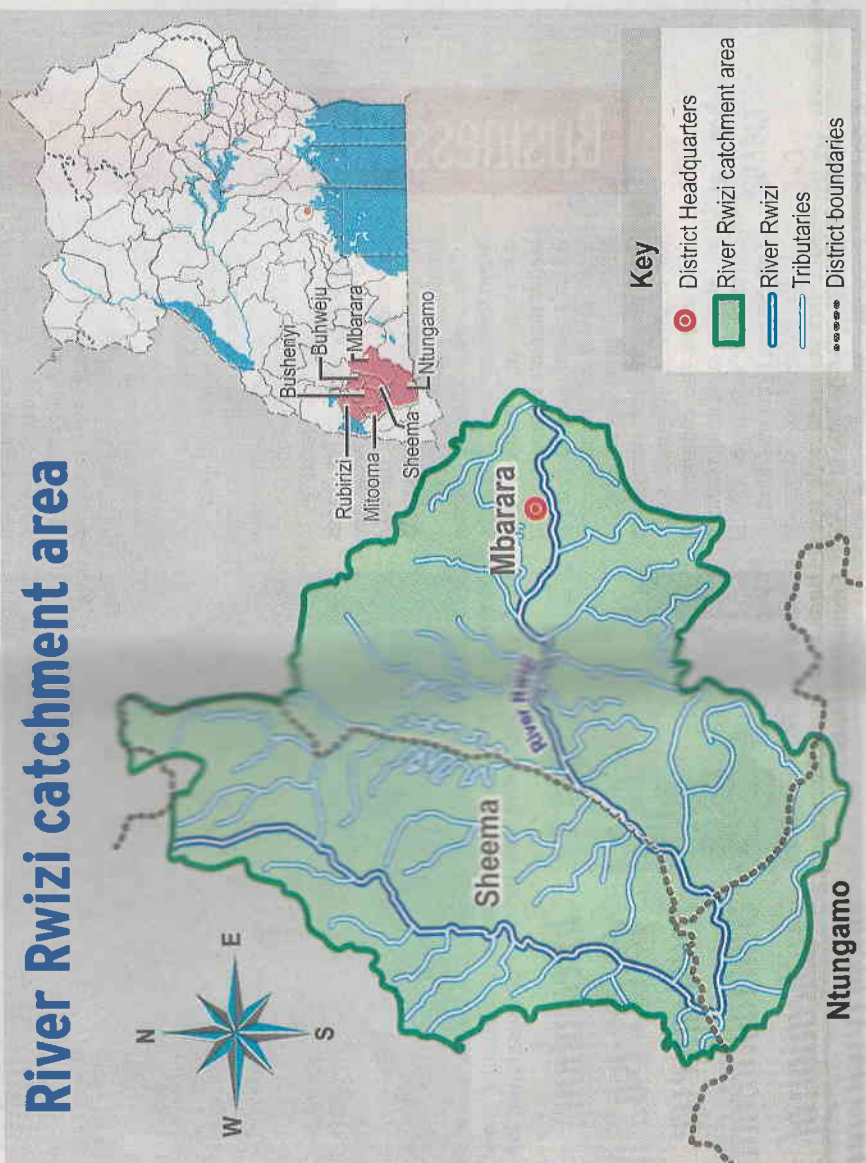 River Rwizi catchment area
N
E
S
W
Rubirizi
Bushenyi
Buhweju
Mbarara
Mitooma
Sheema
Ntungamo
Mbarara
River Rwizi
Sheema
Ntungamo
Key
District Headquarters
River Rwizi catchment area
River Rwizi
Tributaries
District boundaries